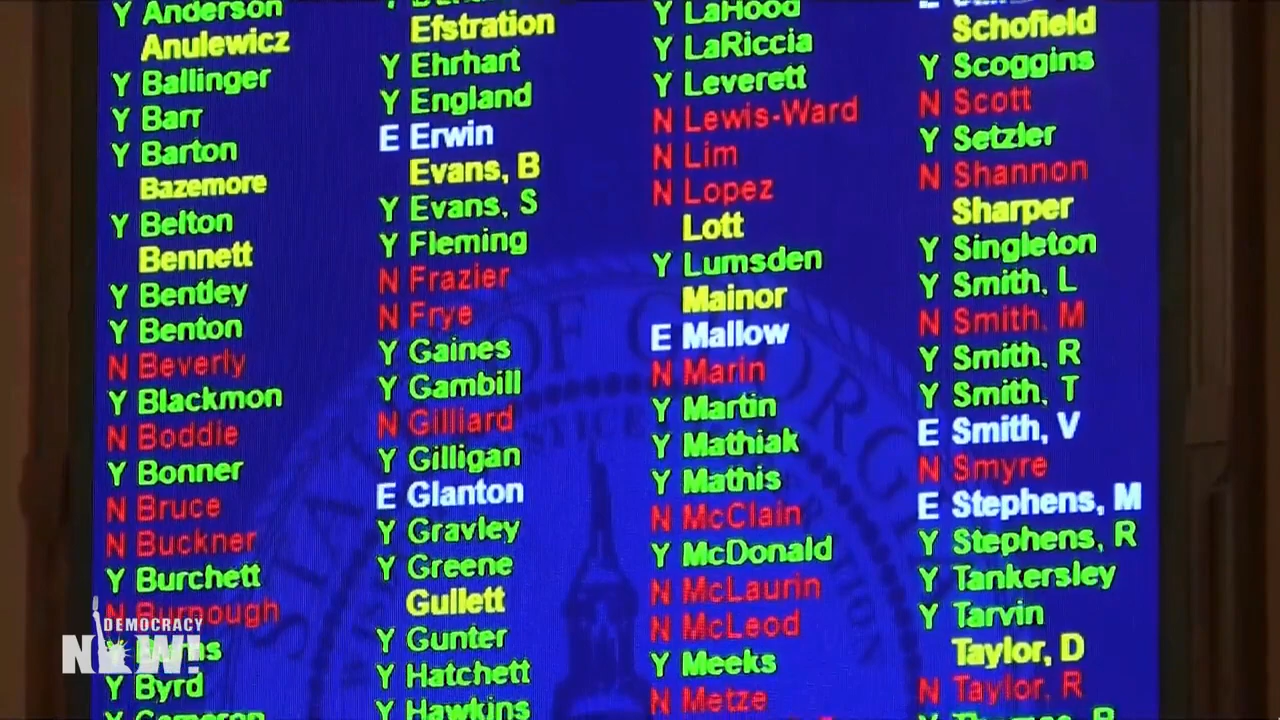 Y Anderson
Anulewicz
Y Ballinger
Y Barr
Y Barton
Bazemore
Y Belton
Bennett
Y Bentley
Y Benton
N Beverly
Y Blackmon
N Boddie
Y Bonner
N Bruce
N Buckner
Y Burchett
N Burnough
Y Byrd
Cameron
Efstration
Y Ehrhart
Y England
E Erwin
Evans, B
Y Evans, S
Y Fleming
N Frazier
N Frye
Y Gaines
Y Gambill
N Gilliard
Y Gilligan
E Glanton
Y Gravley
Y Greene
Gullett
Y Gunter
Y Hatchett
Hawkins
Y LaHood
Y LaRiccia
Y Leverett
N Lewis-Ward
N Lim
N Lopez
Lott
Y Lumsden
Mainor
E Mallow
N Marin
Y Martin
Y Mathiak
Y Mathis
N McClain
Y McDonald
N McLaurin
N McLeod
Y Meeks
N Metze
Schofield
Y Scoggins
N Scott
Y Setzler
N Shannon
Sharper
Y Singleton
Y Smith, L
N Smith, M
Y Smith, R
Y Smith, T
E Smith, V
N Smyre
E Stephens, M
Y Stephens, R
Y Tankersley
Y Tarvin
Taylor, D
N Taylor, R
OF GEORG
DEMOCRACY
NOW!